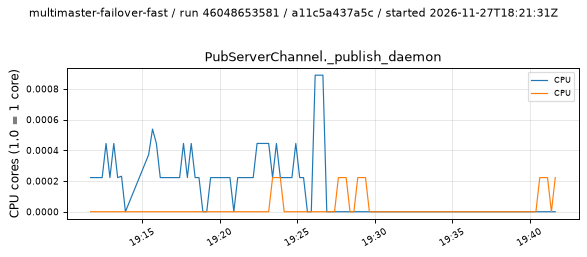 multimaster-failover-fast / run 46048653581 / a11c5a437a5c / started 2026-11-27T18:21:31Z
PubServerChannel._publish_daemon
CPU cores (1.0 = 1 core)
0.0008
0.0006
0.0004
0.0002
0.0000
CPU
CPU
19:15
19:20
19:25
19:30
19:35
19:40